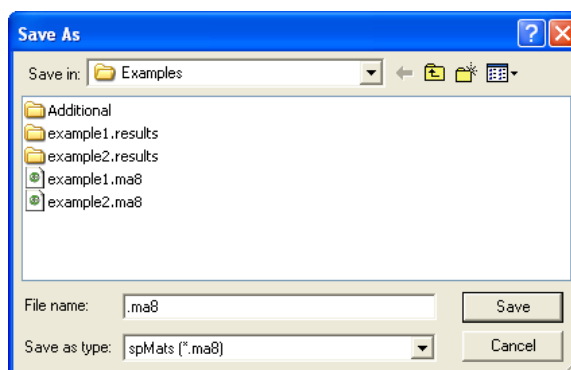 Save As
Save in: Examples
Additional
example1.results
example2.results
example1.ma8
example2.ma8
File name: .ma8 Save
Save as type: spMats (*.ma8) Cancel